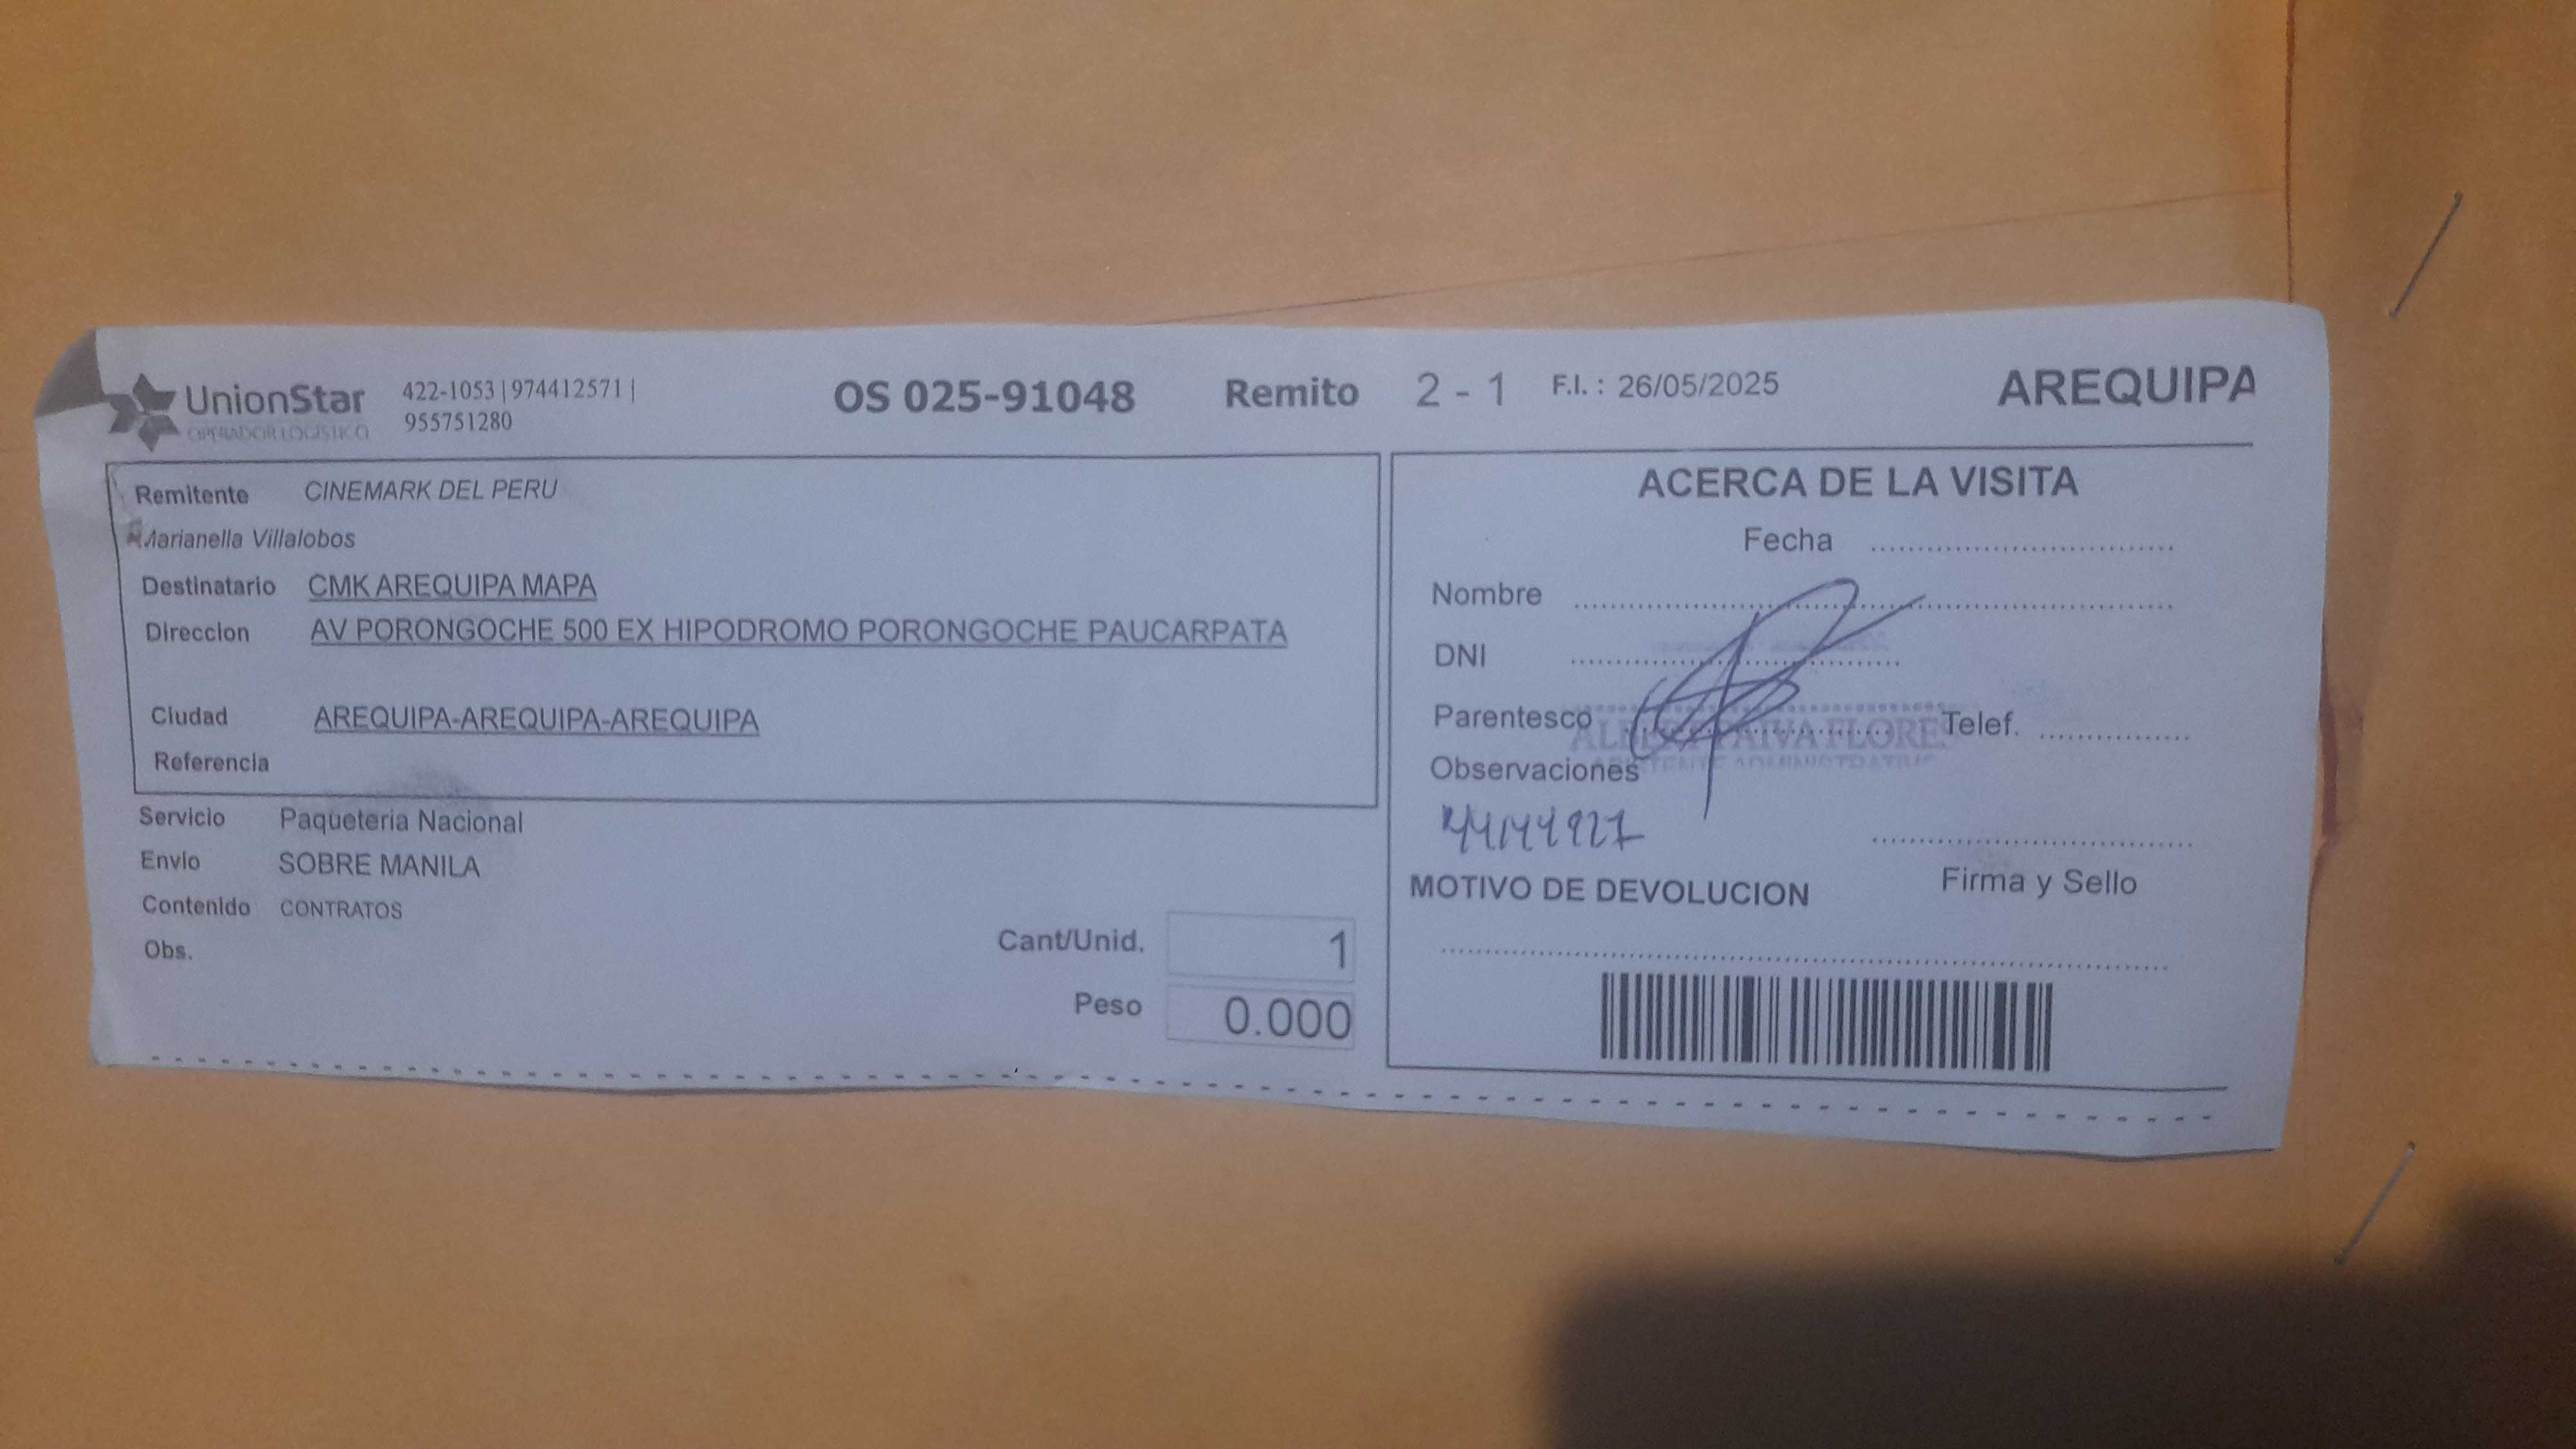 UnionStar
OPERADOR LOGISTICO
422-1053 | 974412571 |
955751280
OS 025-91048
Remito 2 - 1
F.I. : 26/05/2025
AREQUIPA
Remitente CINEMARK DEL PERU
Marianella Villalobos
Destinatario CMK AREQUIPA MAPA
Direccion AV PORONGOCHE 500 EX HIPODROMO PORONGOCHE PAUCARPATA
Ciudad AREQUIPA-AREQUIPA-AREQUIPA
Referencia
Servicio Paqueteria Nacional
Envio SOBRE MANILA
Contenido CONTRATOS
Obs.
Cant/Unid. 1
Peso 0.000
ACERCA DE LA VISITA
Fecha
Nombre
DNI
Parentesco
Telef.
FLORES
ADMINISTRATIVO
Observaciones
Firma y Sello
MOTIVO DE DEVOLUCION